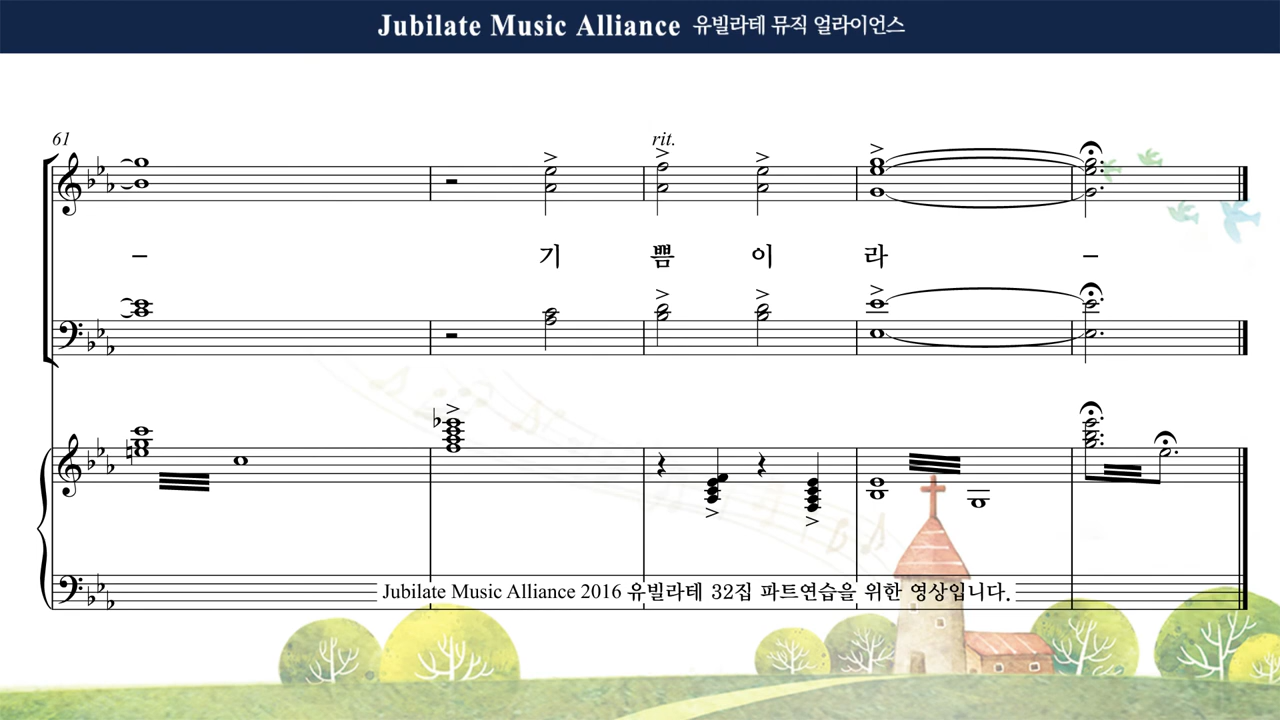 Jubilate Music Alliance 유빌라테 뮤직 얼라이언스
61
rit.
– 기 쁨 이 라 –
Jubilate Music Alliance 2016 유빌라테 32집 파트연습을 위한 영상입니다.